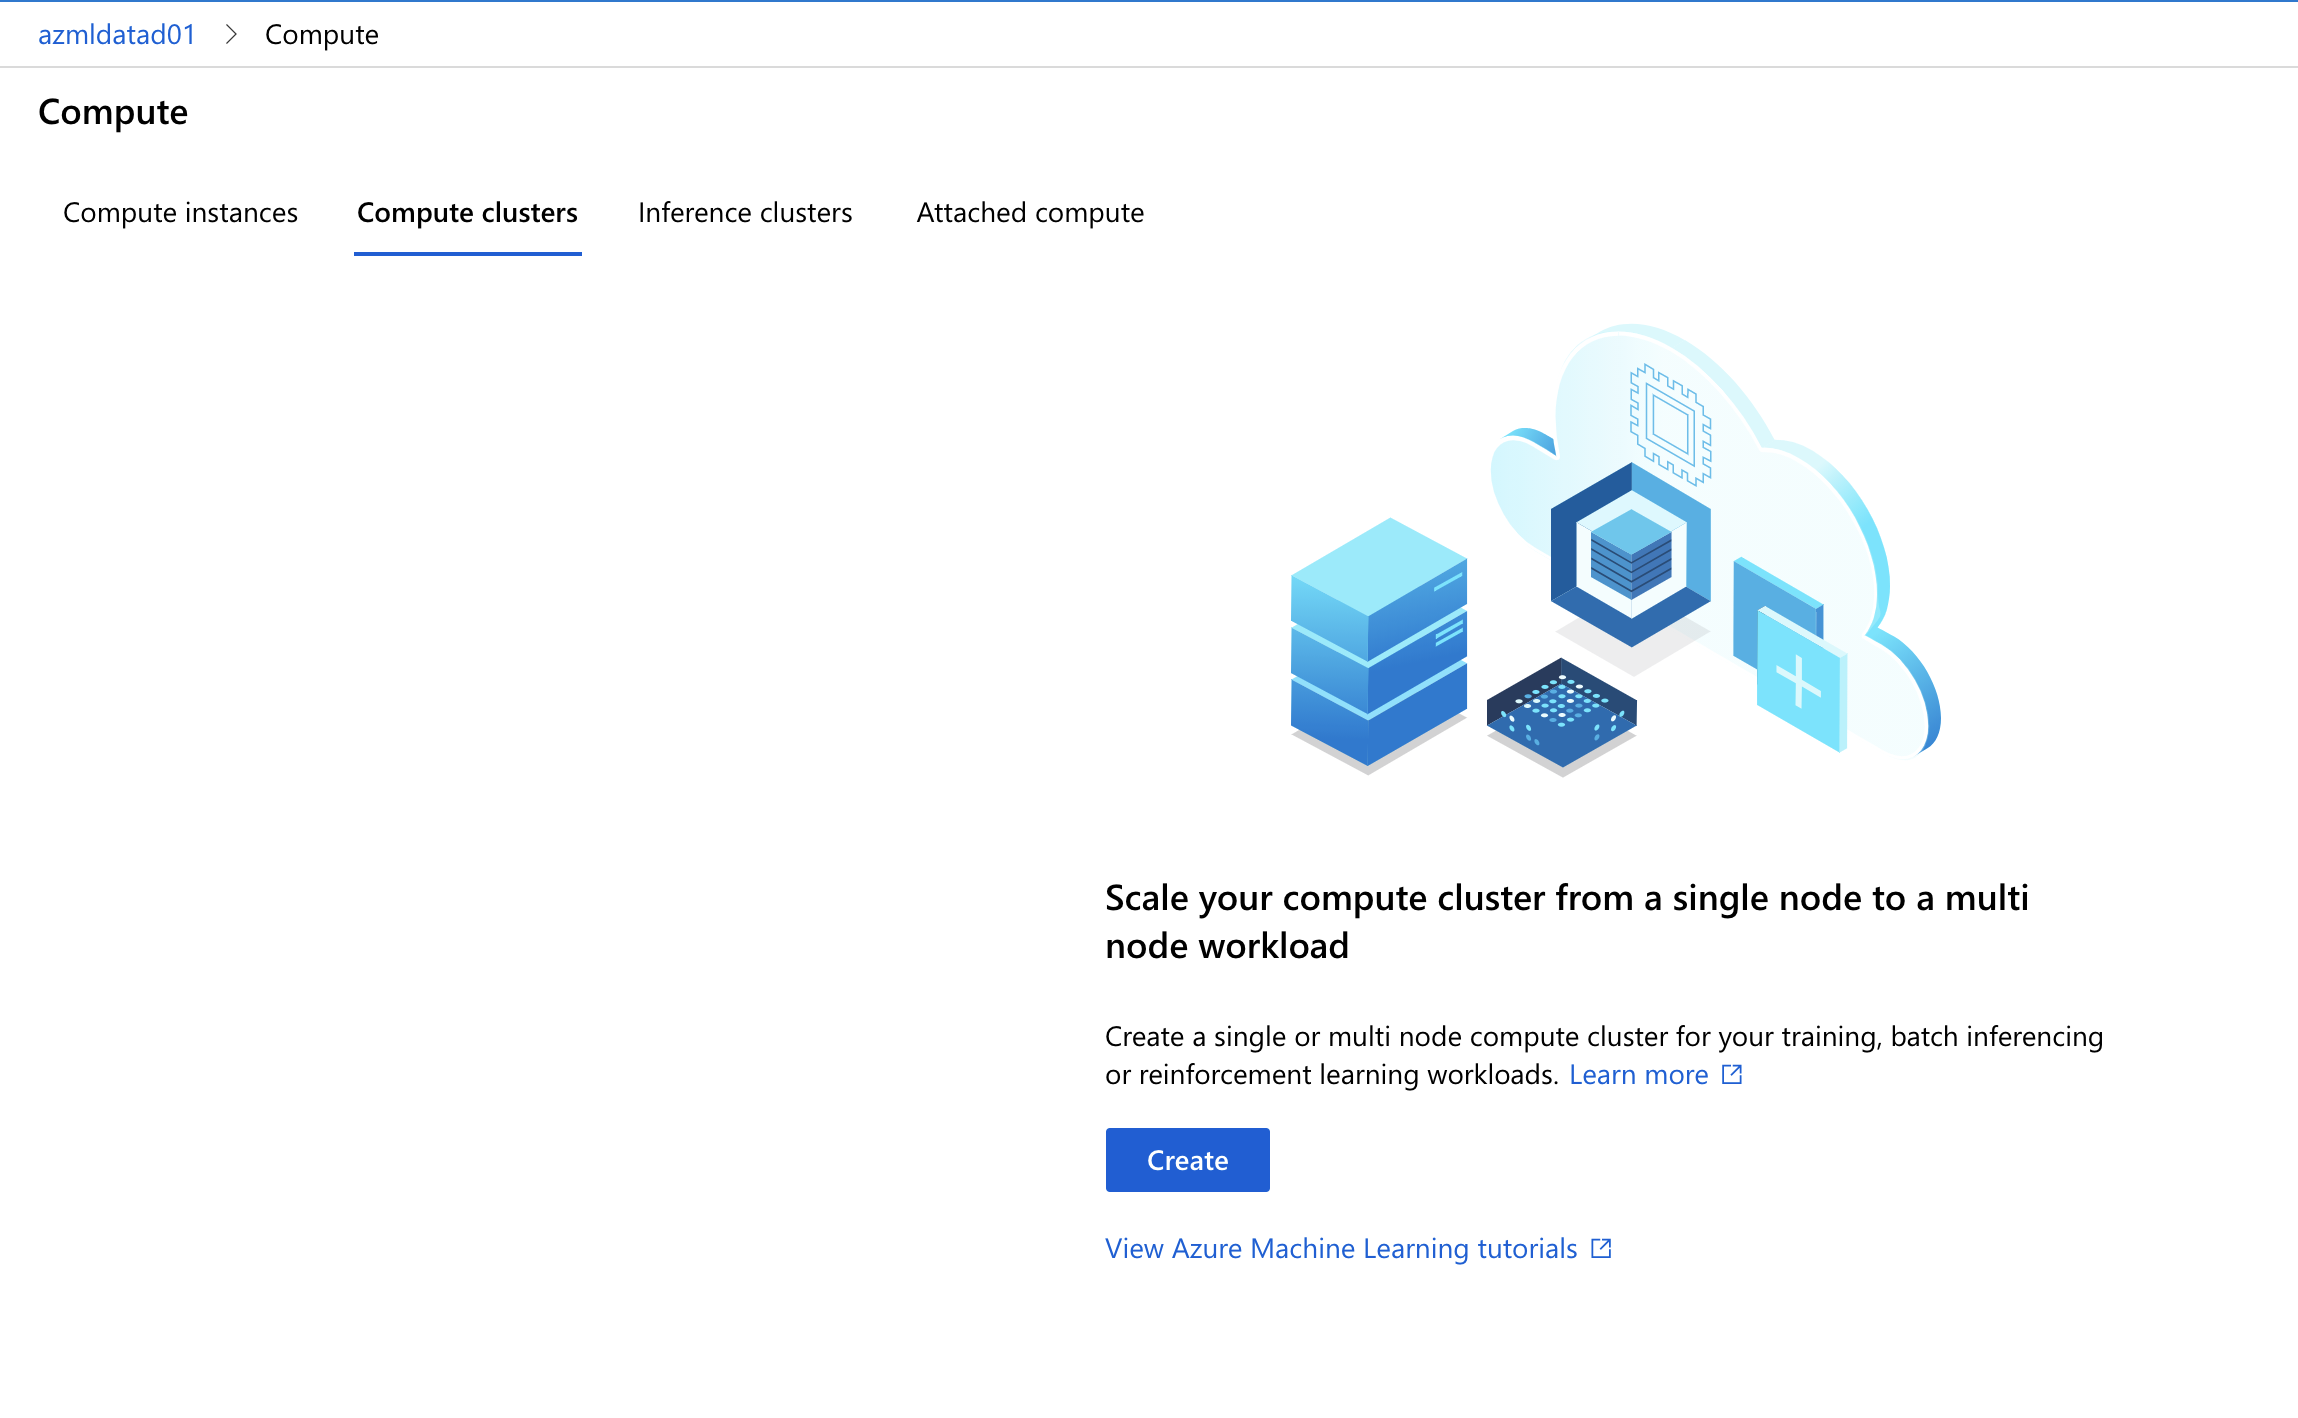 azmldatad01 > Compute
Compute
Compute instances Compute clusters Inference clusters Attached compute
Scale your compute cluster from a single node to a multi
node workload
Create a single or multi node compute cluster for your training, batch inferencing
or reinforcement learning workloads. Learn more
Create
View Azure Machine Learning tutorials